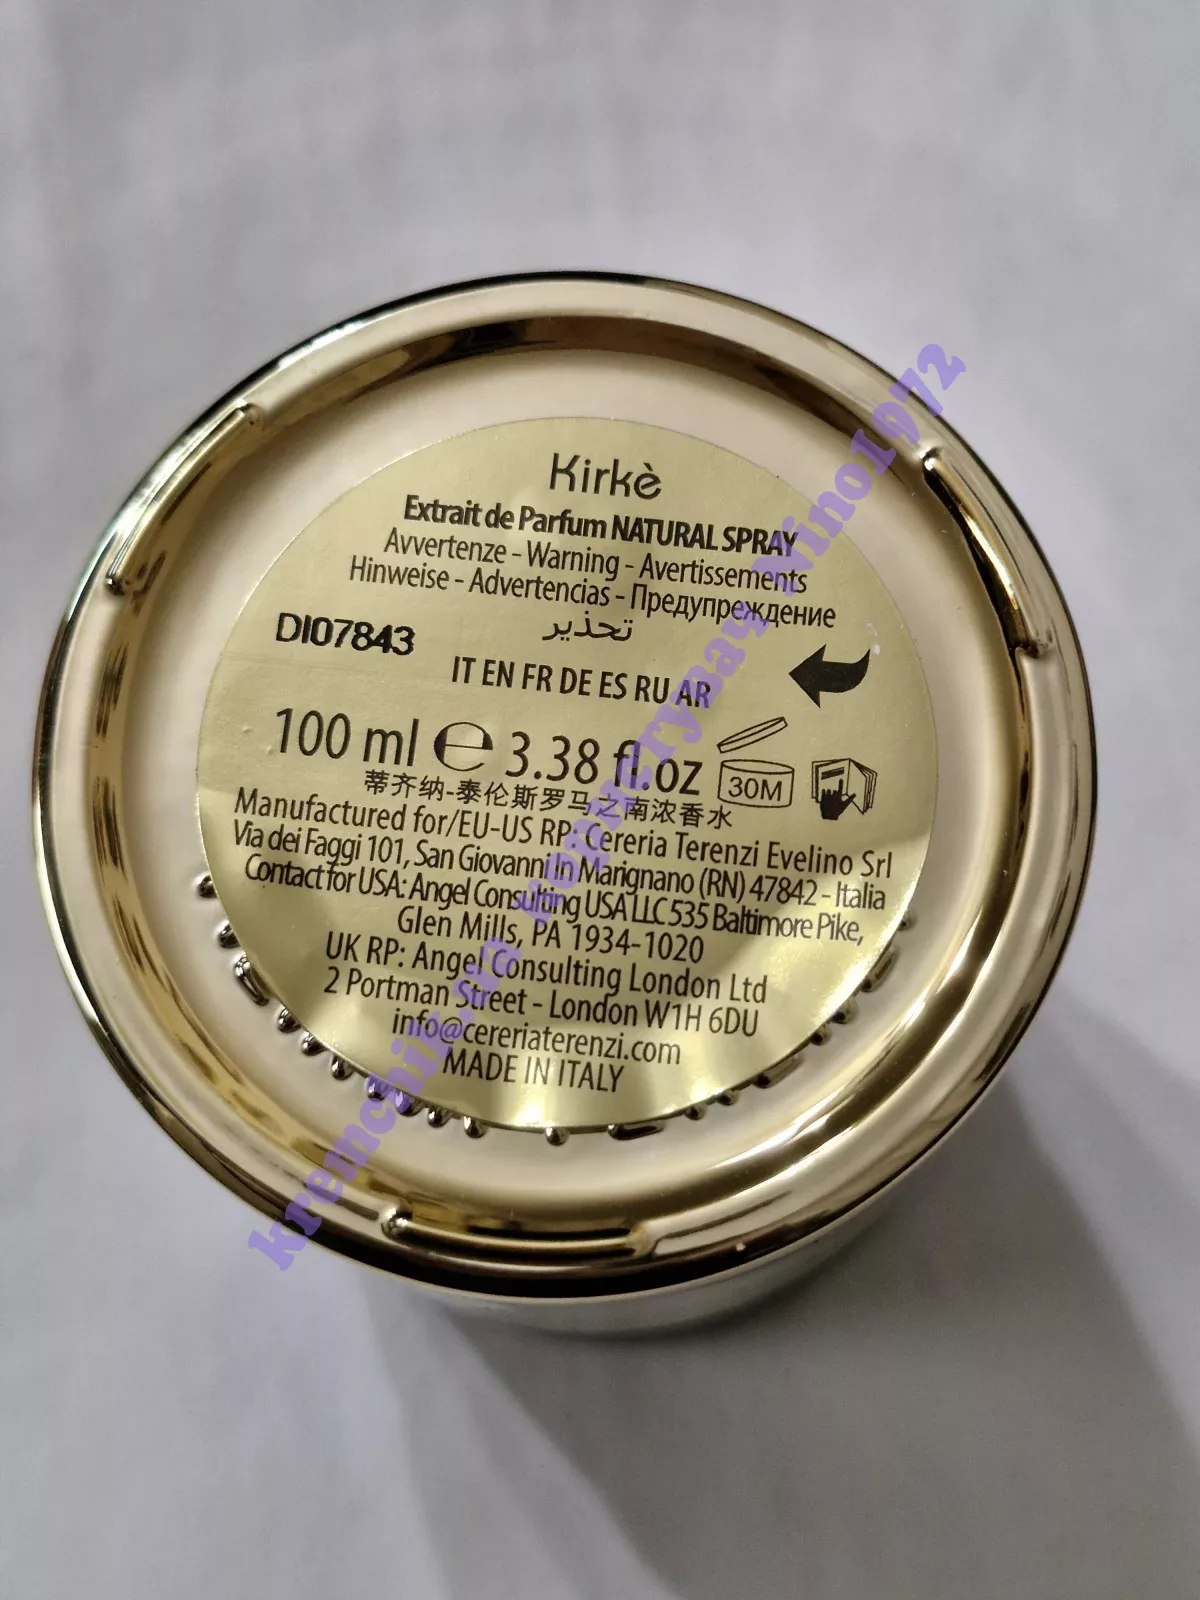 Kirkè
Extrait de Parfum NATURAL SPRAY
Avvertenze - Warning - Avertissements
Hinweise - Advertencias - Предупреждение
تحذير
DI07843
IT EN FR DE ES RU AR
100 ml ℮ 3.38 fl.oz
30M
蒂齐纳-泰伦斯罗马之南浓香水
Manufactured for/EU-US RP: Cereria Terenzi Evelino Srl
Via dei Faggi 101, San Giovanni in Marignano (RN) 47842 - Italia
Contact for USA: Angel Consulting USA LLC 535 Baltimore Pike,
Glen Mills, PA 1934-1020
UK RP: Angel Consulting London Ltd
2 Portman Street - London W1H 6DU
info@cereriaterenzi.com
MADE IN ITALY
kremchik.ua користувач Nino1972